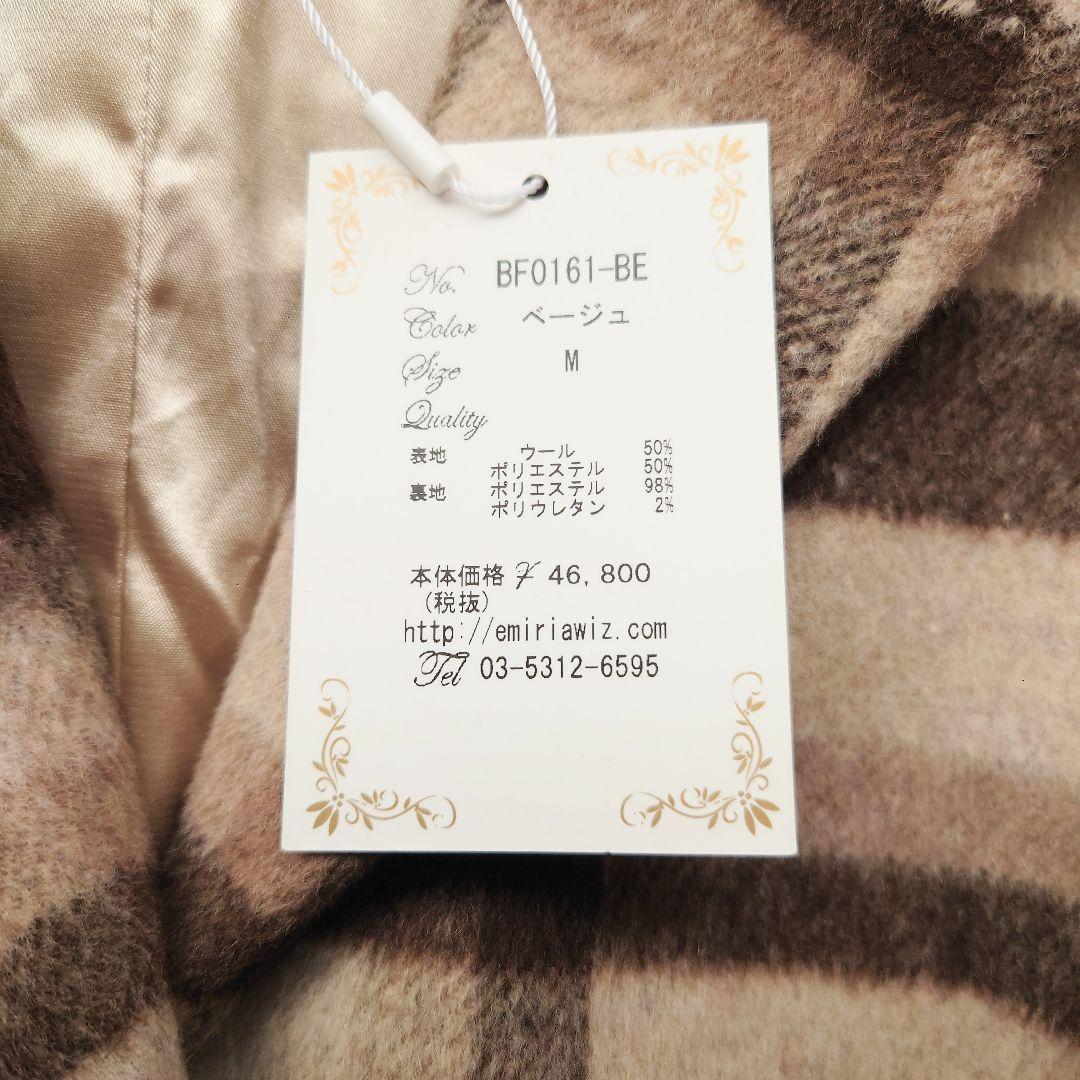 No. BF0161-BE
Color ベージュ
Size M
Quality
表地 ウール 50%
ポリエステル 50%
裏地 ポリエステル 98%
ポリウレタン 2%
本体価格 ¥ 46,800
(税抜)
http://emiriawiz.com
Tel 03-5312-6595